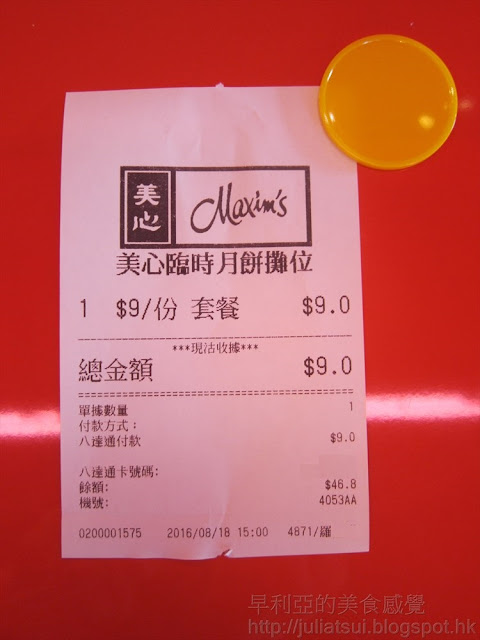 美心 Maxim's
美心臨時月餅攤位
1 $9/份 套餐 $9.0
***現沽收據***
總金額 $9.0
單據數量 1
付款方式:
八達通付款 $9.0
八達通卡號碼:
餘額: $46.8
機號: 4053AA
0200001575 2016/08/18 15:00 4871/羅
早利亞的美食感覺
http://juliatsui.blogspot.hk